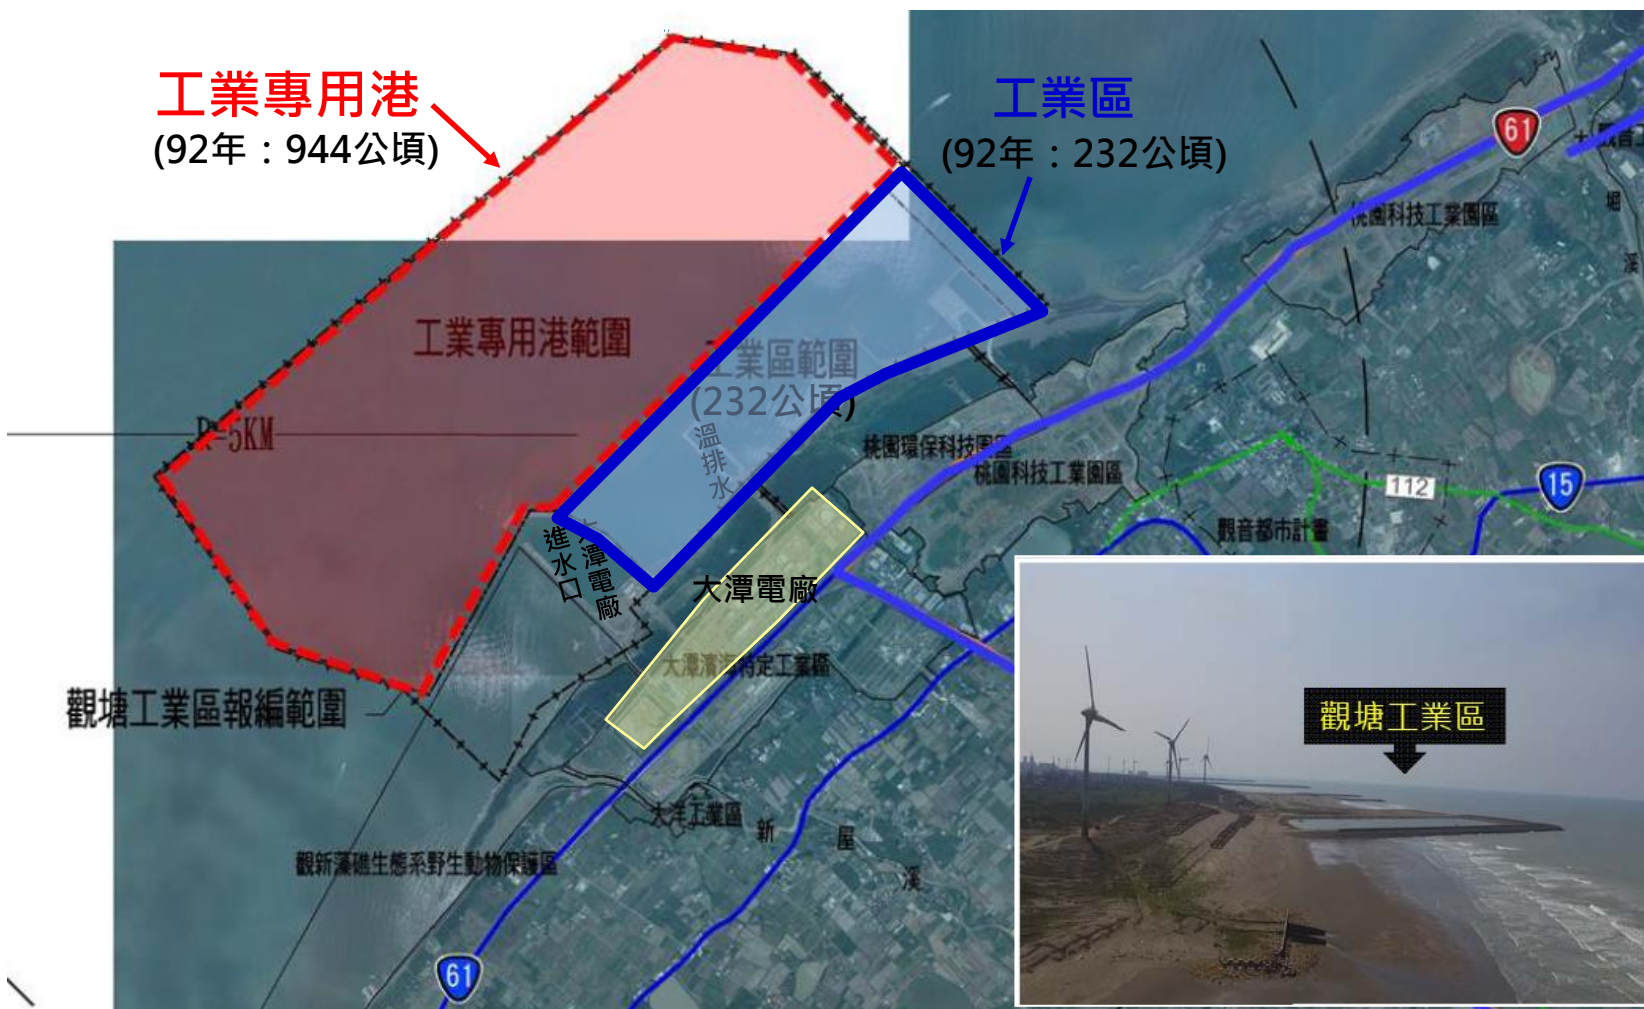 工業專用港
(92年：944公頃)
工業區
(92年：232公頃)
61
觀音工
桃園科技工業園區
堀
溪
工業專用港範圍
工業區範圍
(232公頃)
R=5KM
溫排水
桃園環保科技園區
桃園科技工業園區
112
15
觀音都市計畫
進水口
大潭電廠
大潭電廠
大潭濱海特定工業區
觀塘工業區報編範圍
觀塘工業區
大洋工業區
新
屋
溪
觀新藻礁生態系野生動物保護區
61